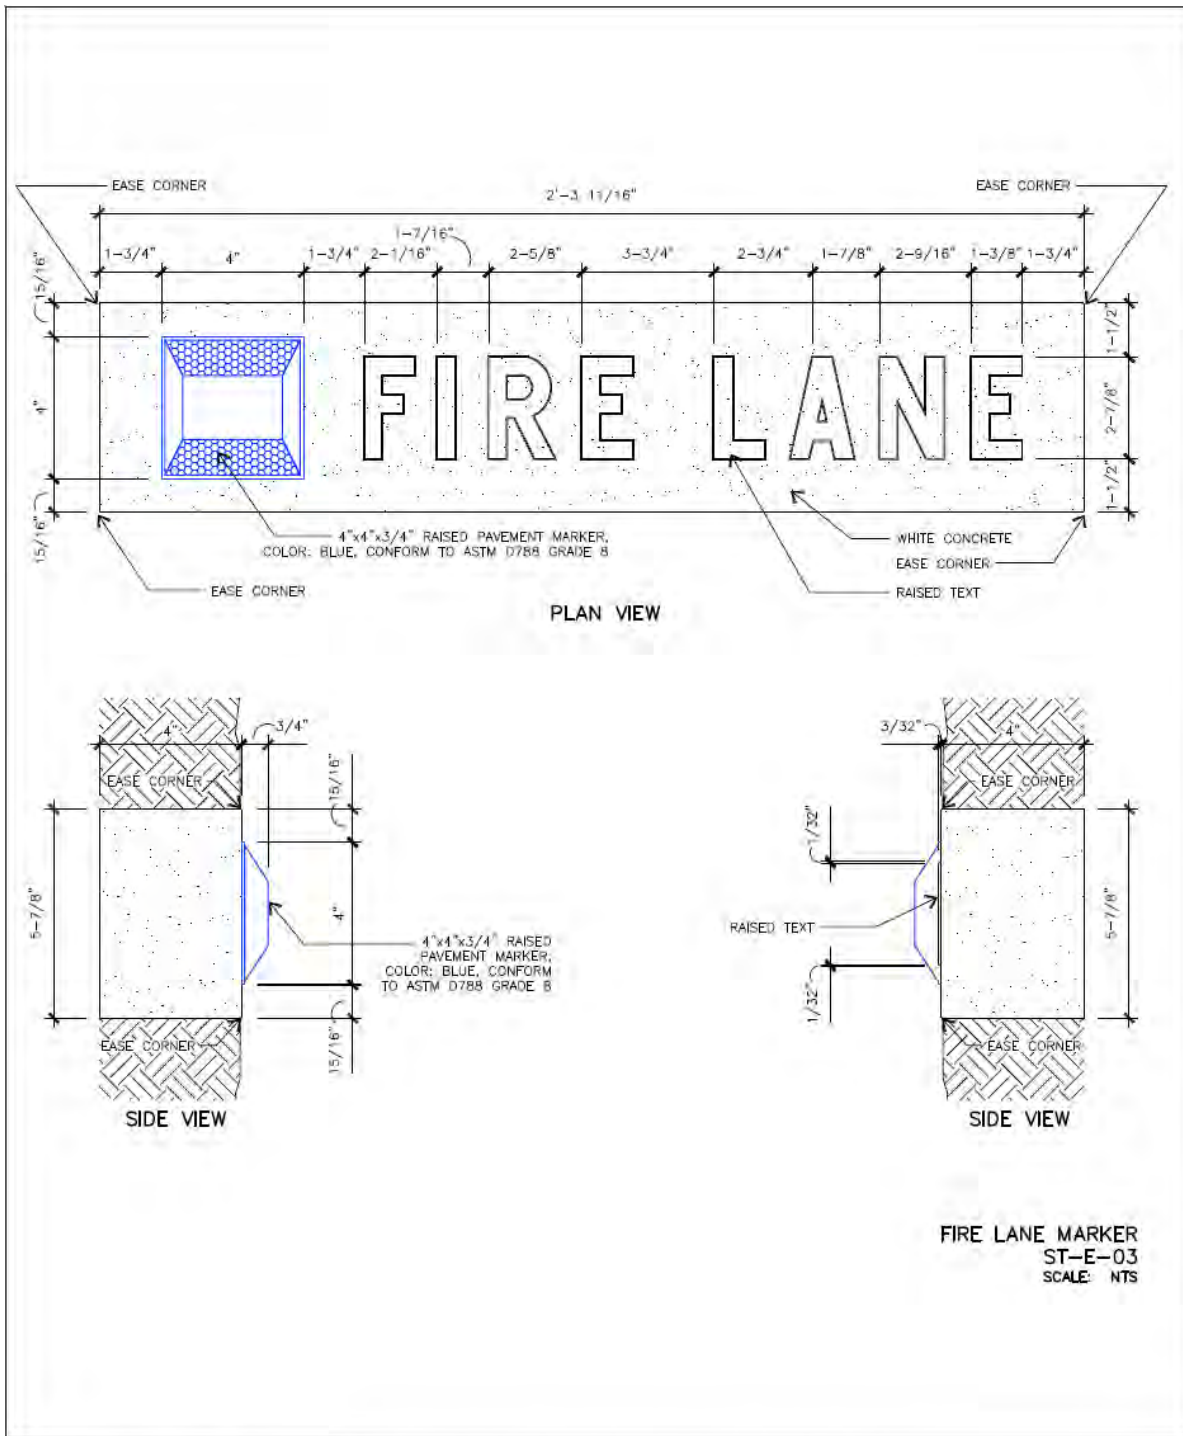 EASE CORNER
2'-3 11/16"
EASE CORNER
1-7/16"
1-3/4"
4"
1-3/4"
2-1/16"
2-5/8"
3-3/4"
2-3/4"
1-7/8"
2-9/16"
1-3/8"
1-3/4"
15/16"
4"
15/16"
FIRE LANE
1-1/2"
2-7/8"
1-1/2"
4"x4"x3/4" RAISED PAVEMENT MARKER,
COLOR: BLUE, CONFORM TO ASTM D788 GRADE 8
WHITE CONCRETE
EASE CORNER
EASE CORNER
RAISED TEXT
PLAN VIEW
4"
3/4"
EASE CORNER
15/16"
5-7/8"
4"
4"x4"x3/4" RAISED
PAVEMENT MARKER,
COLOR: BLUE, CONFORM
TO ASTM D788 GRADE 8
EASE CORNER
15/16"
SIDE VIEW
3/32"
4"
EASE CORNER
1/32"
RAISED TEXT
5-7/8"
1/32"
EASE CORNER
SIDE VIEW
FIRE LANE MARKER
ST-E-03
SCALE: NTS